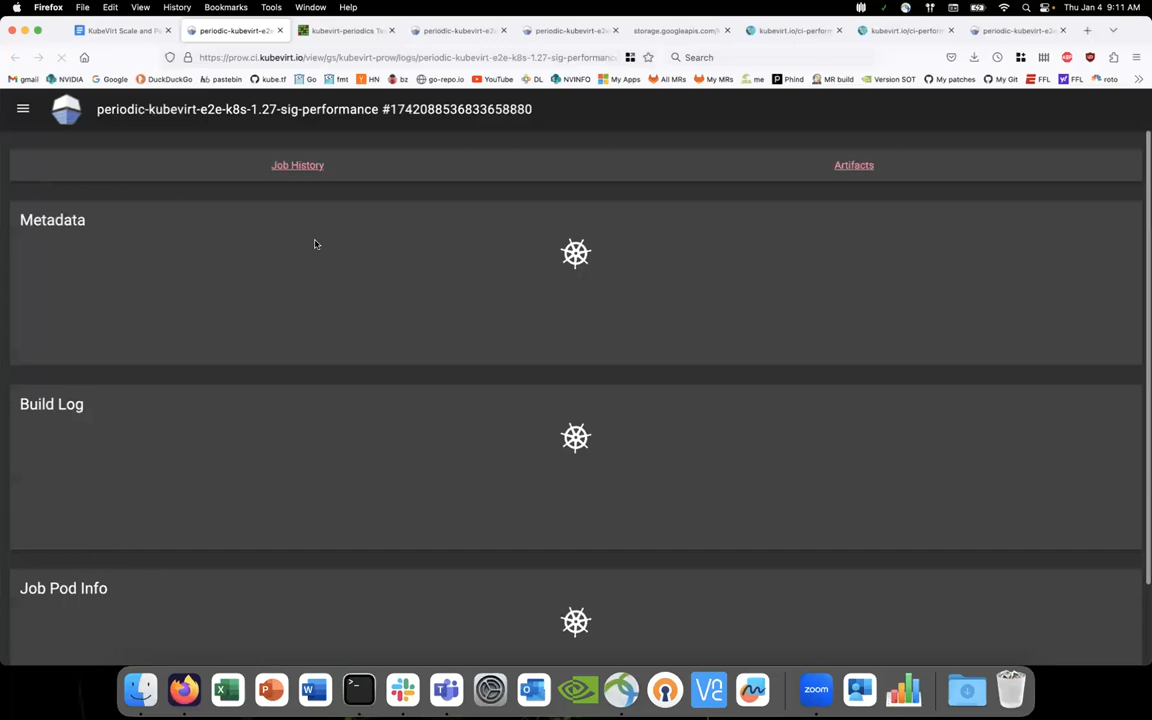 Firefox File Edit View History Bookmarks Tools Window Help Thu Jan 4 9:11 AM
KubeVirt Scale and P periodic-kubevirt-e2e kubevirt-periodics Te periodic-kubevirt-e2e periodic-kubevirt-e2e storage.googleapis.com/k kubevirt.io/ci-perform kubevirt.io/ci-perform periodic-kubevirt-e2e
https://prow.ci.kubevirt.io/view/gs/kubevirt-prow/logs/periodic-kubevirt-e2e-k8s-1.27-sig-performanc Search
gmail NVIDIA Google DuckDuckGo pastebin kube.tf Go fmt HN bz go-repo.io YouTube DL NVINFO My Apps All MRs My MRs me Phind MR build Version SOT My patches My Git FFL FFL roto
periodic-kubevirt-e2e-k8s-1.27-sig-performance #1742088536833658880
Job History Artifacts
Metadata
Build Log
Job Pod Info
zoom